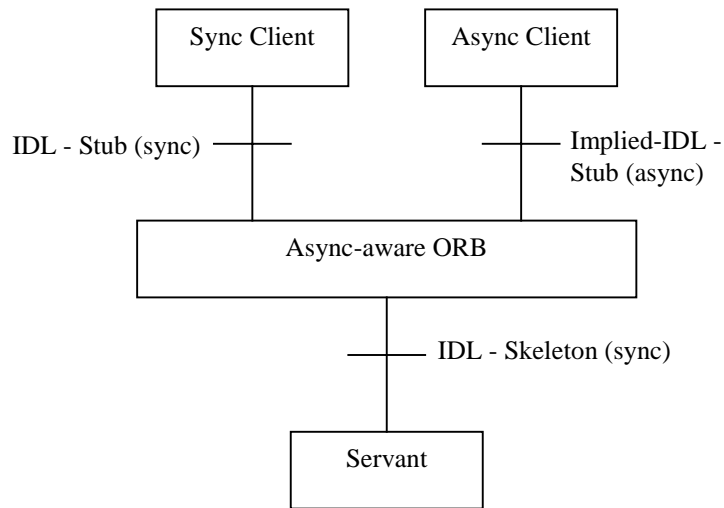 Sync Client
Async Client
IDL - Stub (sync)
Implied-IDL -
Stub (async)
Async-aware ORB
IDL - Skeleton (sync)
Servant